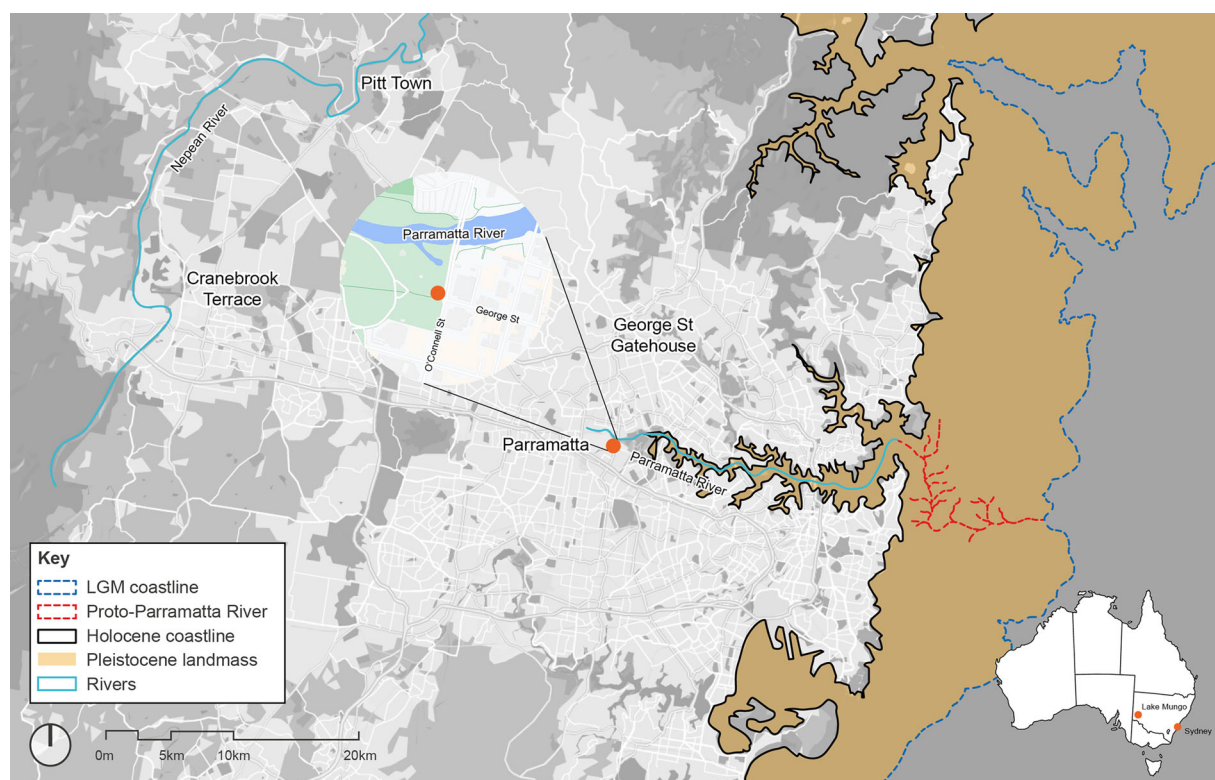 Pitt Town
Nepean River
Parramatta River
Cranebrook
Terrace
George St
O'Connell St
George St
Gatehouse
Parramatta
Parramatta River
Key
LGM coastline
Proto-Parramatta River
Holocene coastline
Pleistocene landmass
Rivers
0m
5km
10km
20km
Lake Mungo
Sydney